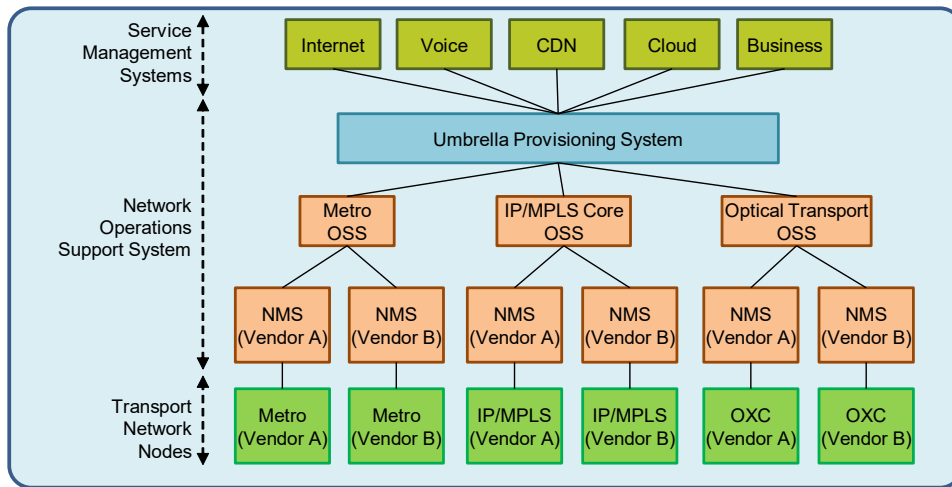 Service
Management
Systems
Internet
Voice
CDN
Cloud
Business
Umbrella Provisioning System
Network
Operations
Support System
Metro
OSS
IP/MPLS Core
OSS
Optical Transport
OSS
NMS
(Vendor A)
NMS
(Vendor B)
NMS
(Vendor A)
NMS
(Vendor B)
NMS
(Vendor A)
NMS
(Vendor B)
Transport
Network
Nodes
Metro
(Vendor A)
Metro
(Vendor B)
IP/MPLS
(Vendor A)
IP/MPLS
(Vendor B)
OXC
(Vendor A)
OXC
(Vendor B)